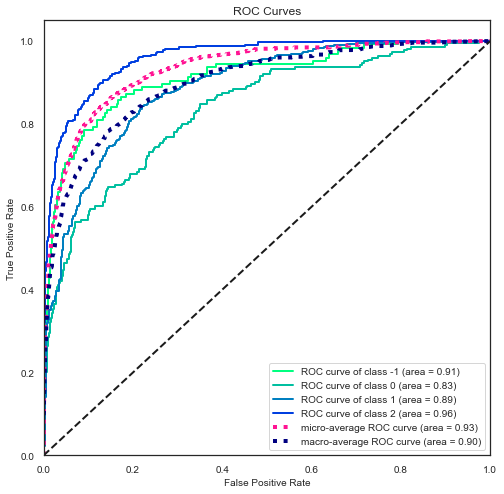 ROC Curves
True Positive Rate
1.0
0.8
0.6
0.4
0.2
0.0
ROC curve of class -1 (area = 0.91)
ROC curve of class 0 (area = 0.83)
ROC curve of class 1 (area = 0.89)
ROC curve of class 2 (area = 0.96)
micro-average ROC curve (area = 0.93)
macro-average ROC curve (area = 0.90)
0.0 0.2 0.4 0.6 0.8 1.0
False Positive Rate